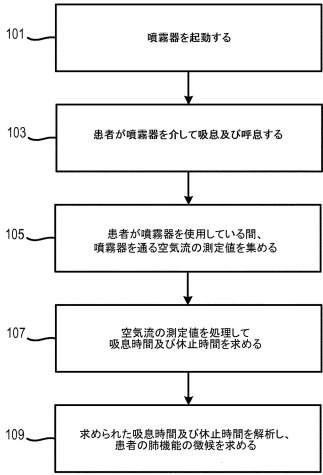 101
噴霧器を起動する
103
患者が噴霧器を介して吸息及び呼息する
105
患者が噴霧器を使用している間、
噴霧器を通る空気流の測定値を集める
107
空気流の測定値を処理して
吸息時間及び休止時間を求める
109
求められた吸息時間及び休止時間を解析し、
患者の肺機能の徴候を求める